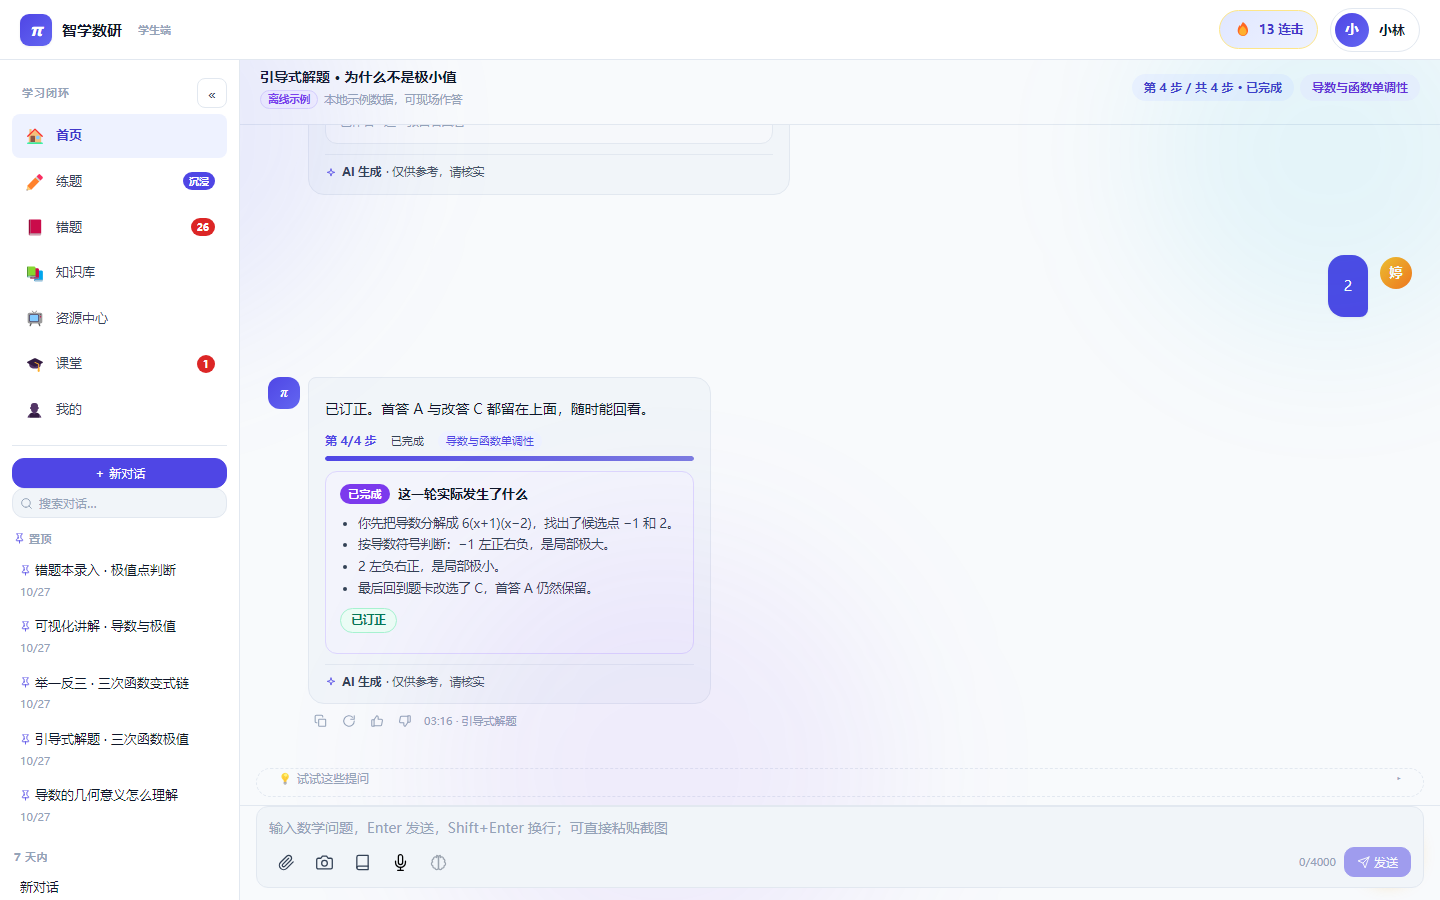 π 智学数研 学生端
13 连击
小 小林
学习闭环
«
首页
练题 沉浸
错题 26
知识库
资源中心
课堂 1
我的
+ 新对话
搜索对话...
置顶
错题本录入 · 极值点判断
10/27
可视化讲解 · 导数与极值
10/27
举一反三 · 三次函数变式链
10/27
引导式解题 · 三次函数极值
10/27
导数的几何意义怎么理解
10/27
7 天内
新对话
引导式解题 • 为什么不是极小值
离线示例 本地示例数据，可现场作答
第 4 步 / 共 4 步 • 已完成
导数与函数单调性
AI 生成 · 仅供参考，请核实
2
婷
π
已订正。首答 A 与改答 C 都留在上面，随时能回看。
第 4/4 步 已完成 导数与函数单调性
已完成 这一轮实际发生了什么
• 你先把导数分解成 6(x+1)(x−2)，找出了候选点 −1 和 2。
• 按导数符号判断：−1 左正右负，是局部极大。
• 2 左负右正，是局部极小。
• 最后回到题卡改选了 C，首答 A 仍然保留。
已订正
AI 生成 · 仅供参考，请核实
03:16 · 引导式解题
试试这些提问
输入数学问题，Enter 发送，Shift+Enter 换行；可直接粘贴截图
0/4000
发送